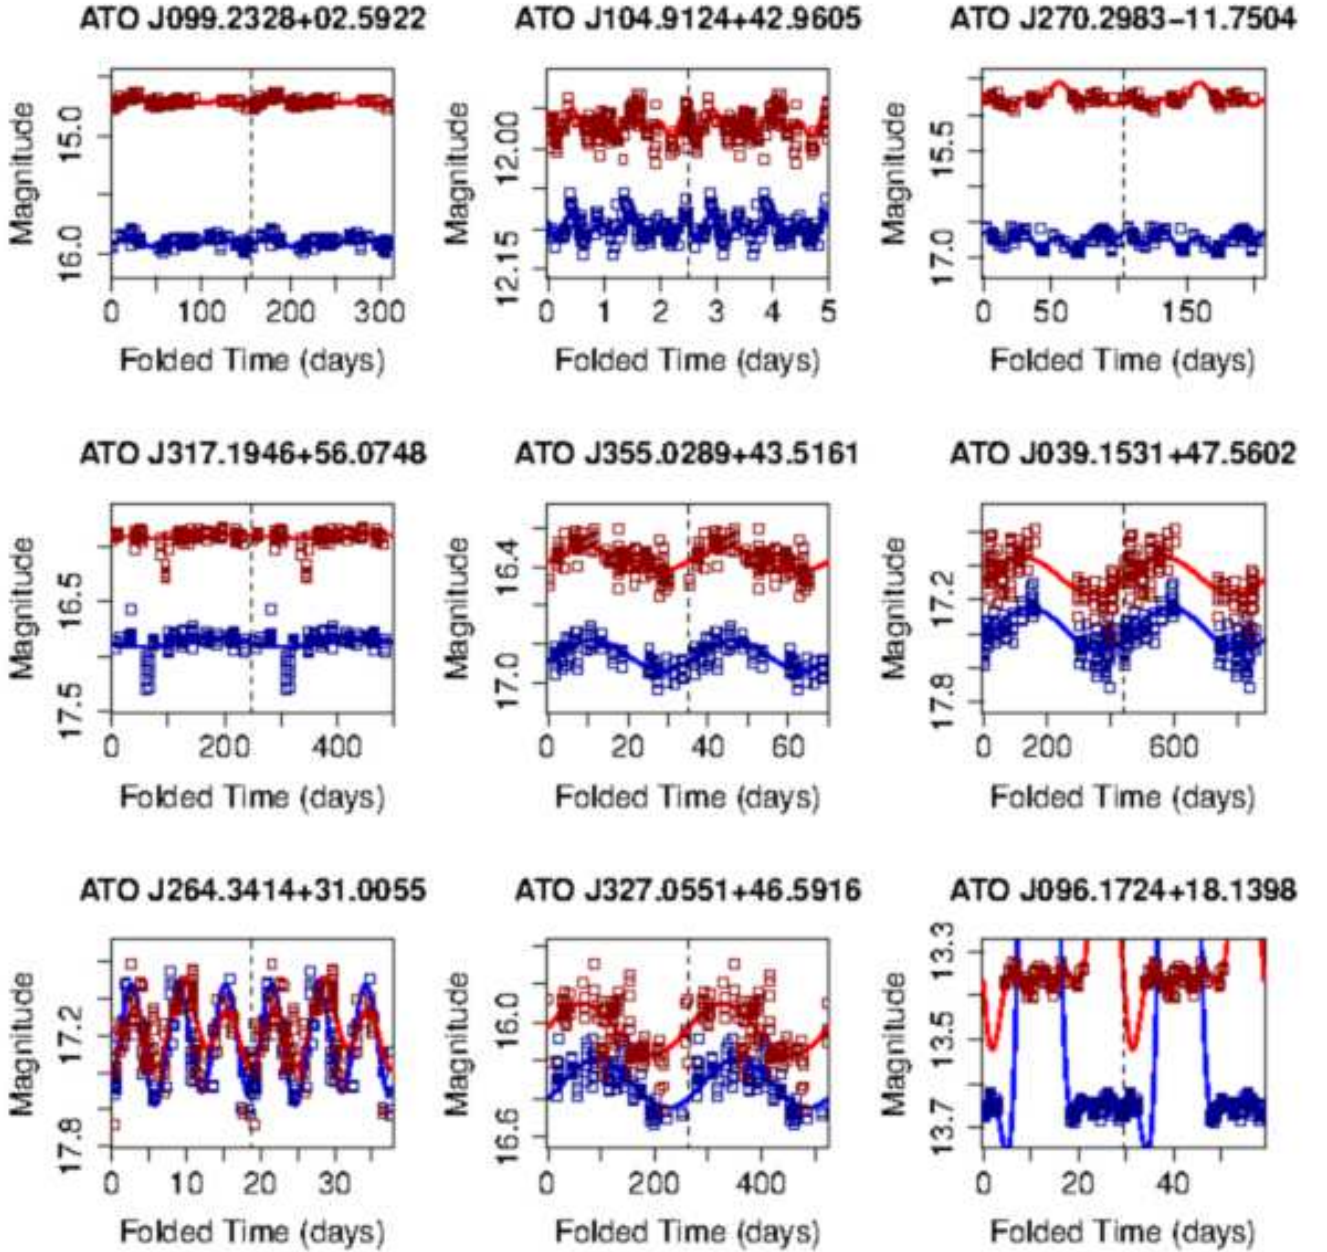 ATO J099.2328+02.5922 ATO J104.9124+42.9605 ATO J270.2983−11.7504
Magnitude 15.0 16.0 Magnitude 12.00 12.15 Magnitude 15.5 17.0
0 100 200 300 0 1 2 3 4 5 0 50 150
Folded Time (days) Folded Time (days) Folded Time (days)
ATO J317.1946+56.0748 ATO J355.0289+43.5161 ATO J039.1531+47.5602
Magnitude 16.5 17.5 Magnitude 16.4 17.0 Magnitude 17.2 17.8
0 200 400 0 20 40 60 0 200 600
Folded Time (days) Folded Time (days) Folded Time (days)
ATO J264.3414+31.0055 ATO J327.0551+46.5916 ATO J096.1724+18.1398
Magnitude 17.2 17.8 Magnitude 16.0 16.6 Magnitude 13.3 13.5 13.7
0 10 20 30 0 200 400 0 20 40
Folded Time (days) Folded Time (days) Folded Time (days)